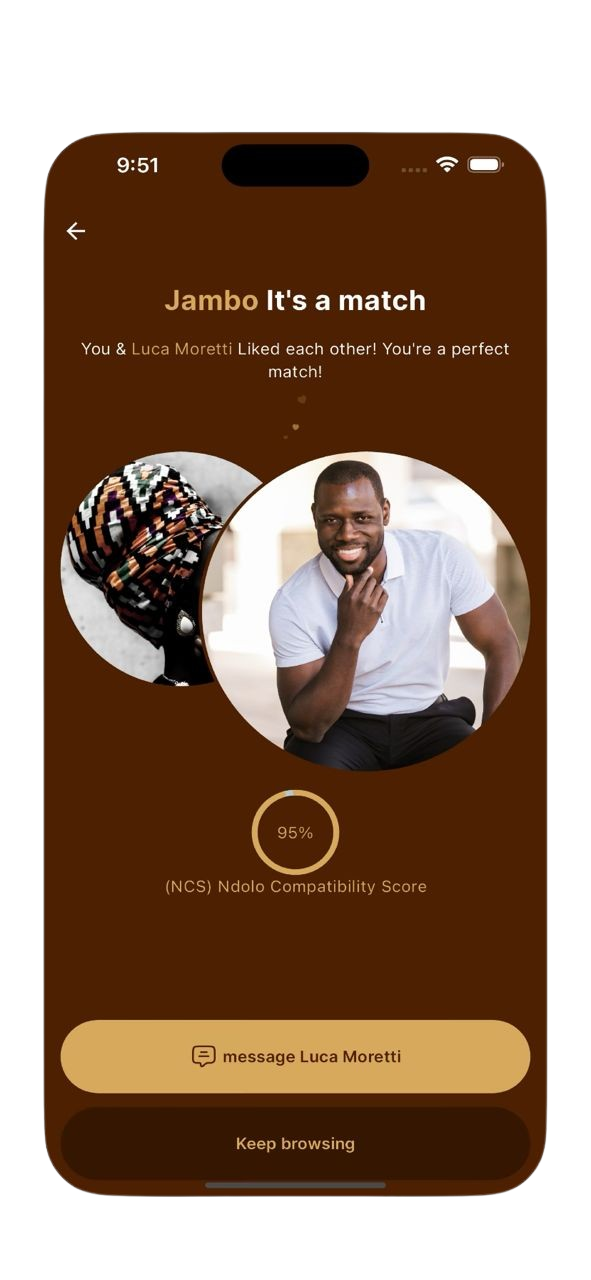 9:51
Jambo It's a match
You & Luca Moretti Liked each other! You're a perfect
match!
95%
(NCS) Ndolo Compatibility Score
message Luca Moretti
Keep browsing